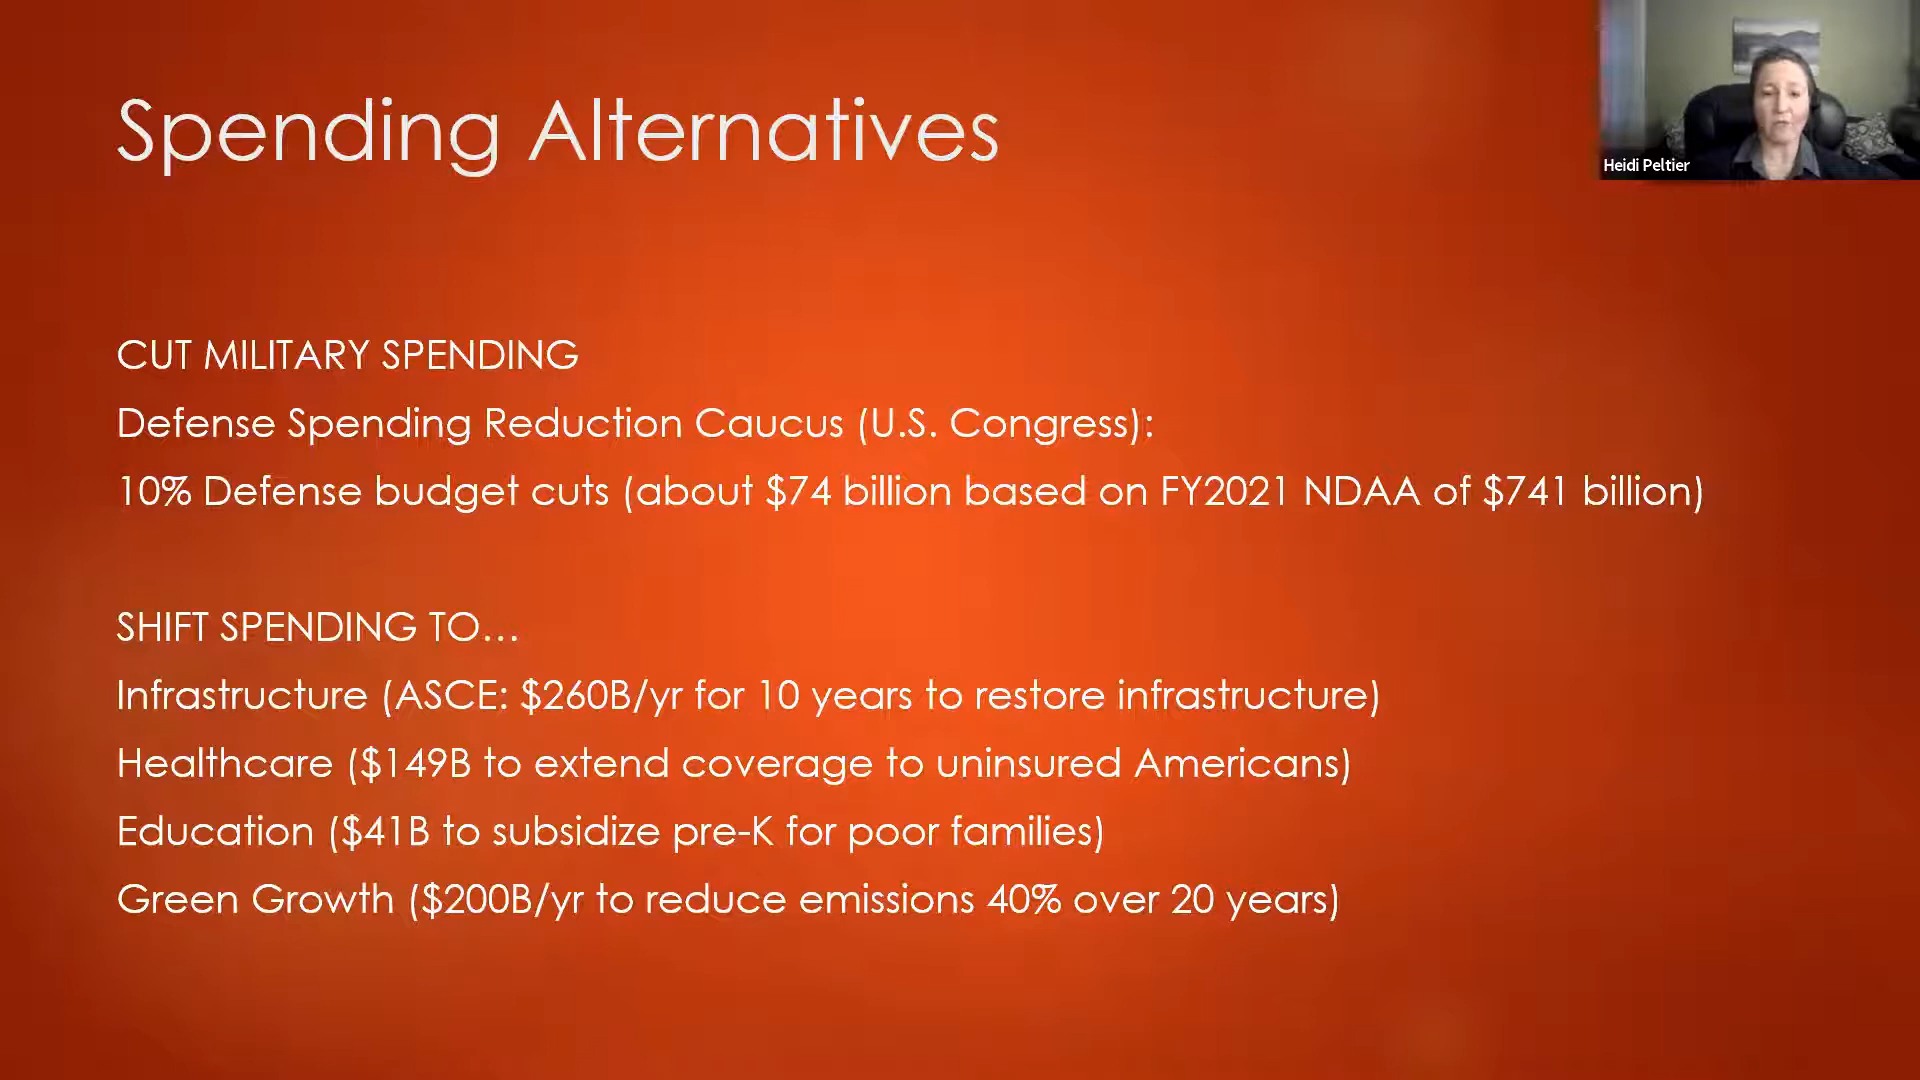 Spending Alternatives
Heidi Peltier
CUT MILITARY SPENDING
Defense Spending Reduction Caucus (U.S. Congress):
10% Defense budget cuts (about $74 billion based on FY2021 NDAA of $741 billion)
SHIFT SPENDING TO…
Infrastructure (ASCE: $260B/yr for 10 years to restore infrastructure)
Healthcare ($149B to extend coverage to uninsured Americans)
Education ($41B to subsidize pre-K for poor families)
Green Growth ($200B/yr to reduce emissions 40% over 20 years)